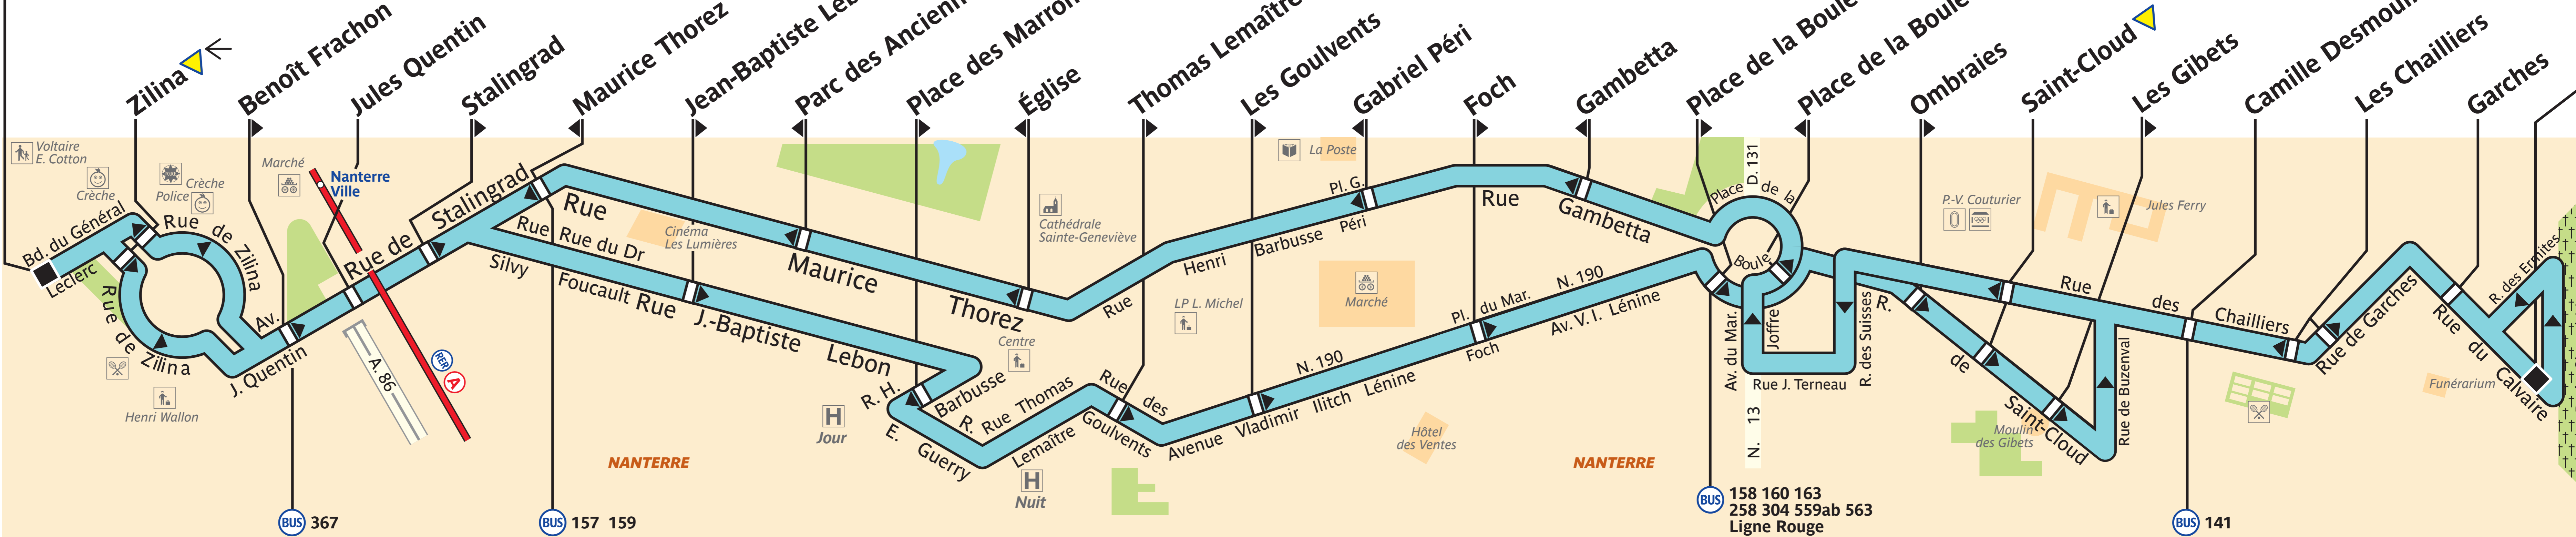 Zilina
Benoît Frachon
Jules Quentin
Stalingrad
Maurice Thorez
Jean-Baptiste
Parc des
Place des
Église
Thomas Lemaître
Les Goulvents
Gabriel Péri
Foch
Gambetta
Place de la
Place de la
Ombraies
Saint-Cloud
Les Gibets
Camille
Les Chailliers
Garches
Voltaire
E. Cotton
Crèche
Police
Crèche
Marché
Nanterre
Ville
Bd. du Général
Leclerc
Rue de Zilina
Rue de Zilina
Henri Wallon
Av.
J. Quentin
A. 86
RER A
Rue de Stalingrad
Rue
Maurice
Thorez
Rue
Silvy
Rue du Dr
Foucault
Rue
J.-Baptiste
Lebon
Cinéma
Les Lumières
Cathédrale
Sainte-Geneviève
Centre
R. H.
Barbusse
E.
Guerry
R.
Rue Thomas
Lemaître
Rue des
Goulvents
H
Jour
H
Nuit
NANTERRE
Rue
Henri
Barbusse
Pl. G.
Péri
La Poste
LP L. Michel
Marché
Hôtel
des Ventes
Avenue Vladimir Ilitch Lénine
N. 190
Pl. du Mar.
Foch
N. 190
Av. V. I. Lénine
Rue
Gambetta
Place de la
Boule
D. 131
N. 13
Av. du Mar.
Joffre
Rue J. Terneau
R. des Suisses
NANTERRE
R.
de
Saint-Cloud
Rue de Buzenval
P.-V. Couturier
Jules Ferry
Moulin
des Gibets
Rue
des
Chailliers
Rue de Garches
Rue
du
Calvaire
R. des Ermites
Funérarium
BUS 367
BUS 157 159
BUS 158 160 163
258 304 559ab 563
Ligne Rouge
BUS 141